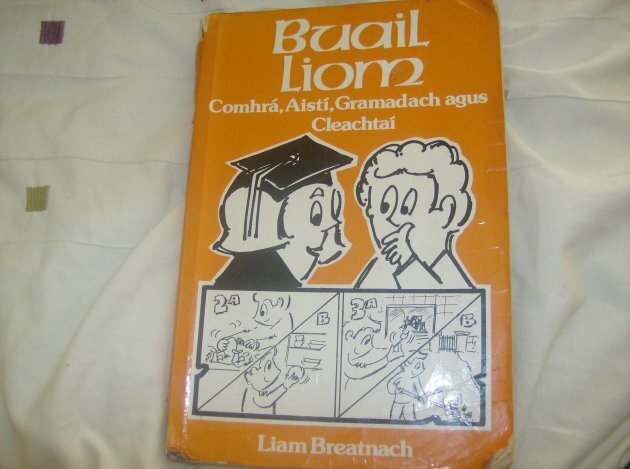 Buail
Liom
Comhrá, Aistí, Gramadach agus
Cleachtaí
2A
B
3A
B
Liam Breatnach